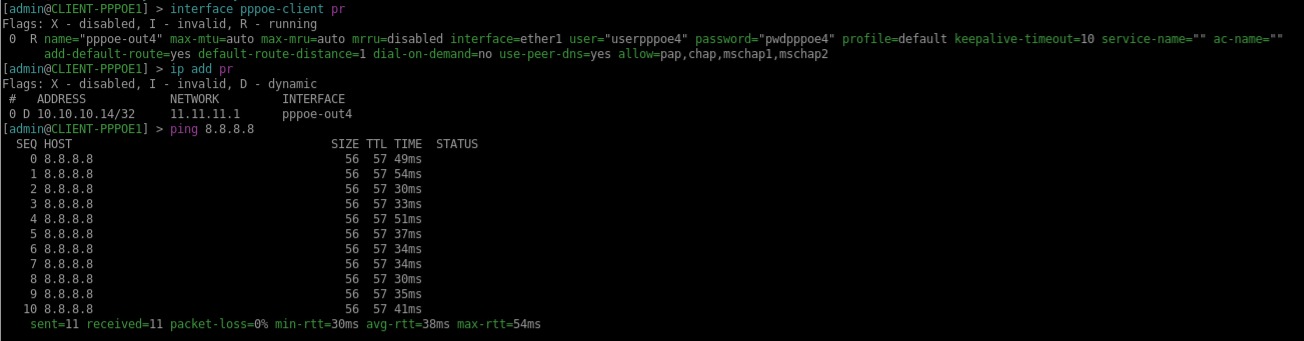 [admin@CLIENT-PPPOE1] > interface pppoe-client pr
Flags: X - disabled, I - invalid, R - running
 0  R name="pppoe-out4" max-mtu=auto max-mru=auto mrru=disabled interface=ether1 user="userpppoe4" password="pwdpppoe4" profile=default keepalive-timeout=10 service-name="" ac-name=""
      add-default-route=yes default-route-distance=1 dial-on-demand=no use-peer-dns=yes allow=pap,chap,mschap1,mschap2
[admin@CLIENT-PPPOE1] > ip add pr
Flags: X - disabled, I - invalid, D - dynamic
 #   ADDRESS            NETWORK         INTERFACE
 0 D 10.10.10.14/32     11.11.11.1      pppoe-out4
[admin@CLIENT-PPPOE1] > ping 8.8.8.8
  SEQ HOST                                     SIZE TTL TIME  STATUS
    0 8.8.8.8                                    56  57 49ms
    1 8.8.8.8                                    56  57 54ms
    2 8.8.8.8                                    56  57 30ms
    3 8.8.8.8                                    56  57 33ms
    4 8.8.8.8                                    56  57 51ms
    5 8.8.8.8                                    56  57 37ms
    6 8.8.8.8                                    56  57 34ms
    7 8.8.8.8                                    56  57 34ms
    8 8.8.8.8                                    56  57 30ms
    9 8.8.8.8                                    56  57 35ms
   10 8.8.8.8                                    56  57 41ms
    sent=11 received=11 packet-loss=0% min-rtt=30ms avg-rtt=38ms max-rtt=54ms